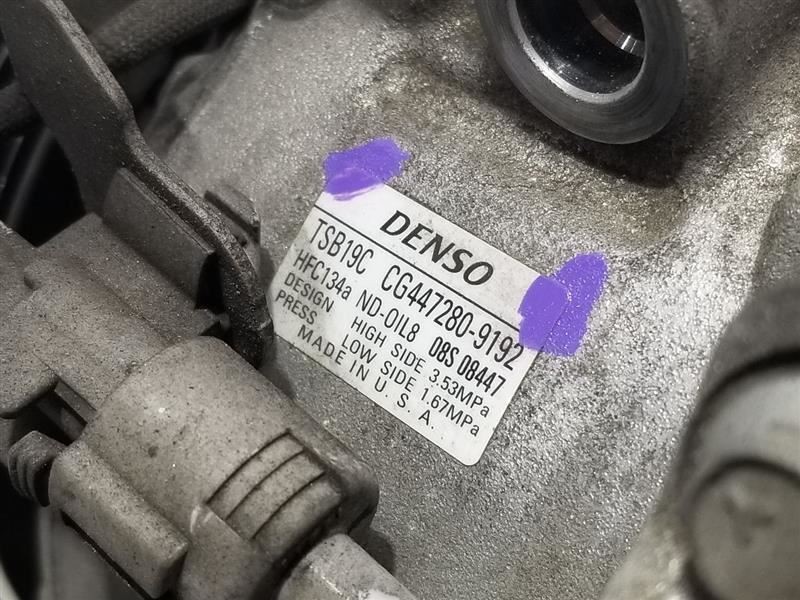 DENSO
TSB19C CG447280-9192
HFC134a ND-OIL8 08S 08447
DESIGN HIGH SIDE 3.53MPa
PRESS LOW SIDE 1.67MPa
MADE IN U.S.A.